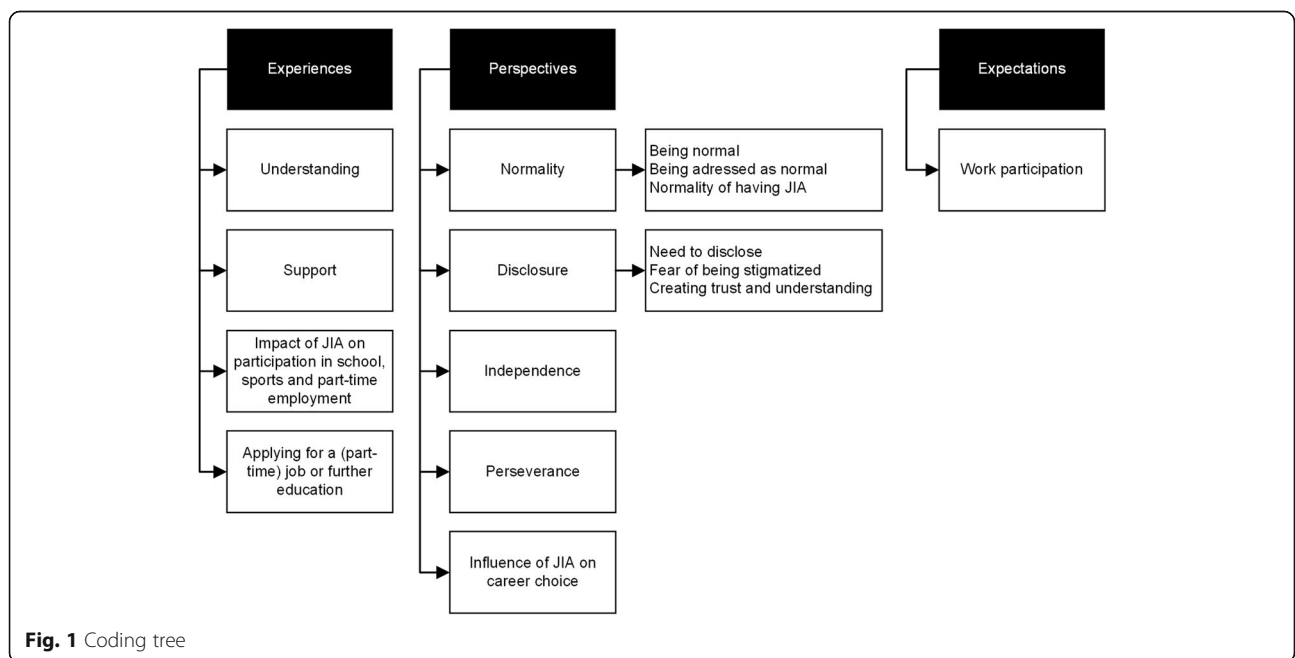 Experiences
Understanding
Support
Impact of JIA on
participation in school,
sports and part-time
employment
Applying for a (part-
time) job or further
education
Perspectives
Normality
Being normal
Being adressed as normal
Normality of having JIA
Disclosure
Need to disclose
Fear of being stigmatized
Creating trust and understanding
Independence
Perseverance
Influence of JIA on
career choice
Expectations
Work participation
Fig. 1 Coding tree